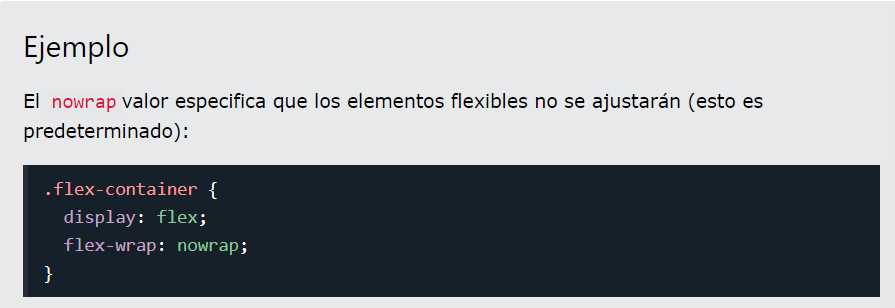 Ejemplo
El nowrap valor especifica que los elementos flexibles no se ajustarán (esto es
predeterminado):
.flex-container {
  display: flex;
  flex-wrap: nowrap;
}